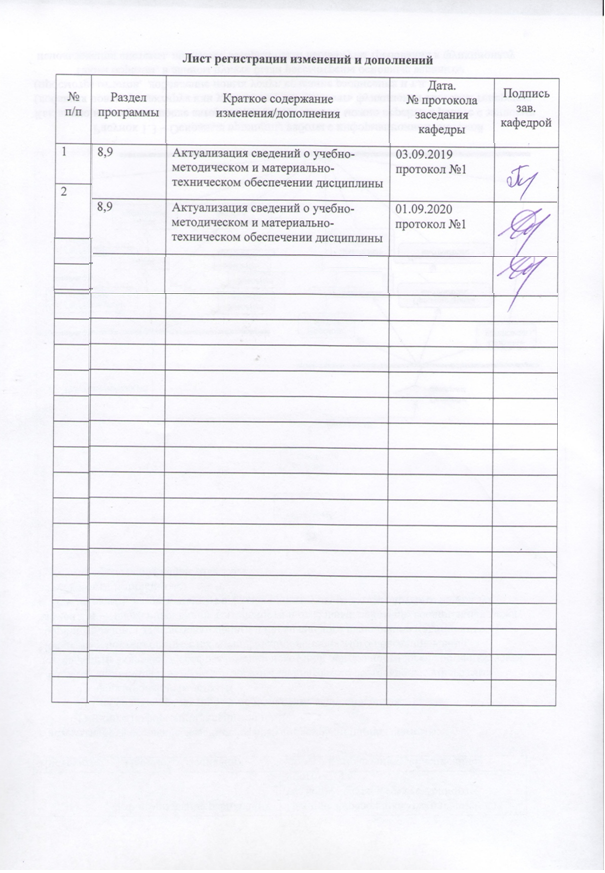 Лист регистрации изменений и дополнений
№
п/п
Раздел
программы
Краткое содержание
изменения/дополнения
Дата.
№ протокола
заседания
кафедры
Подпись
зав.
кафедрой
1
8,9
Актуализация сведений о учебно-
методическом и материально-
техническом обеспечении дисциплины
03.09.2019
протокол №1
2
8,9
Актуализация сведений о учебно-
методическом и материально-
техническом обеспечении дисциплины
01.09.2020
протокол №1